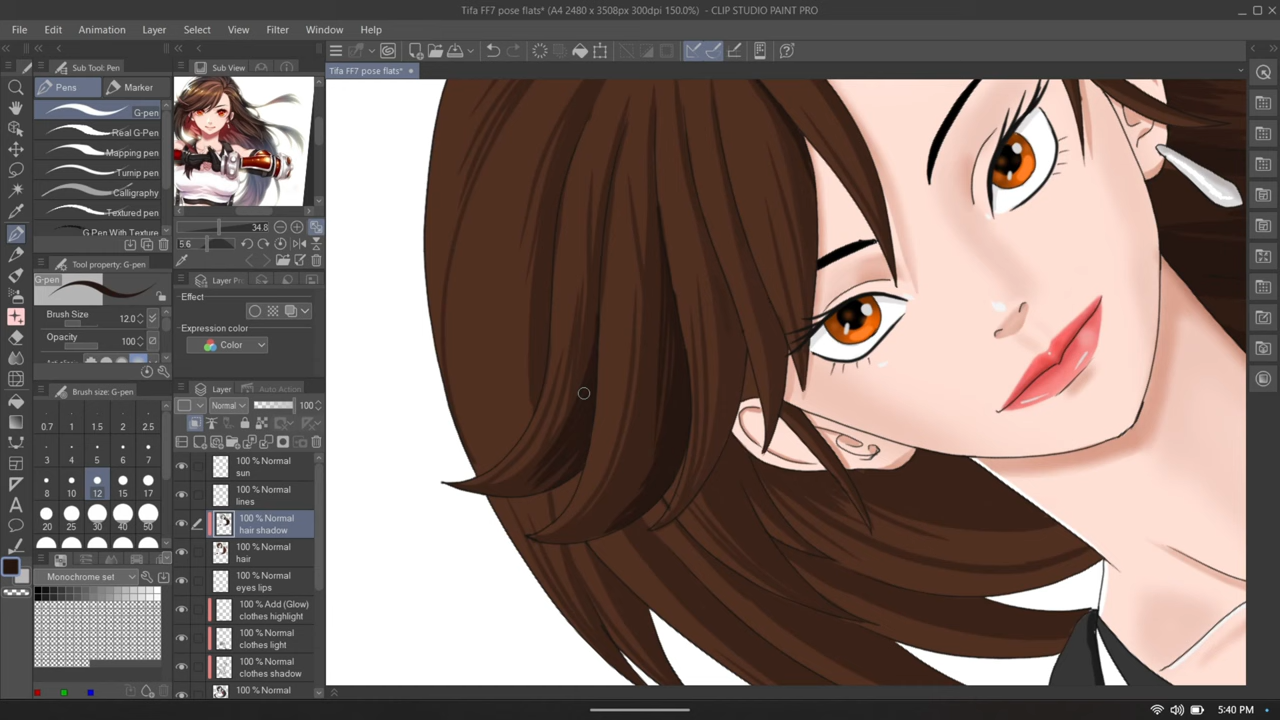 Tifa FF7 pose flats* (A4 2480 x 3508px 300dpi 150.0%) - CLIP STUDIO PAINT PRO
File Edit Animation Layer Select View Filter Window Help
Sub Tool: Pen
Sub View
Tifa FF7 pose flats*
Pens
Marker
G-pen
Real G-Pen
Mapping pen
Turnip pen
Calligraphy
Textured pen
G Pen With Texture
34.8
5.6
Tool property: G-pen
G-pen
Brush Size 12.0
Opacity 100
Layer Pr
Effect
Expression color
Color
Brush size: G-pen
0.7 1 1.5 2 2.5
3 4 5 6 7
8 10 12 15 17
20 25 30 40 50
Monochrome set
Layer
Auto Action
Normal 100
100 % Normal
sun
100 % Normal
lines
100 % Normal
hair shadow
100 % Normal
hair
100 % Normal
eyes lips
100 % Add (Glow)
clothes highlight
100 % Normal
clothes light
100 % Normal
clothes shadow
100 % Normal
5:40 PM